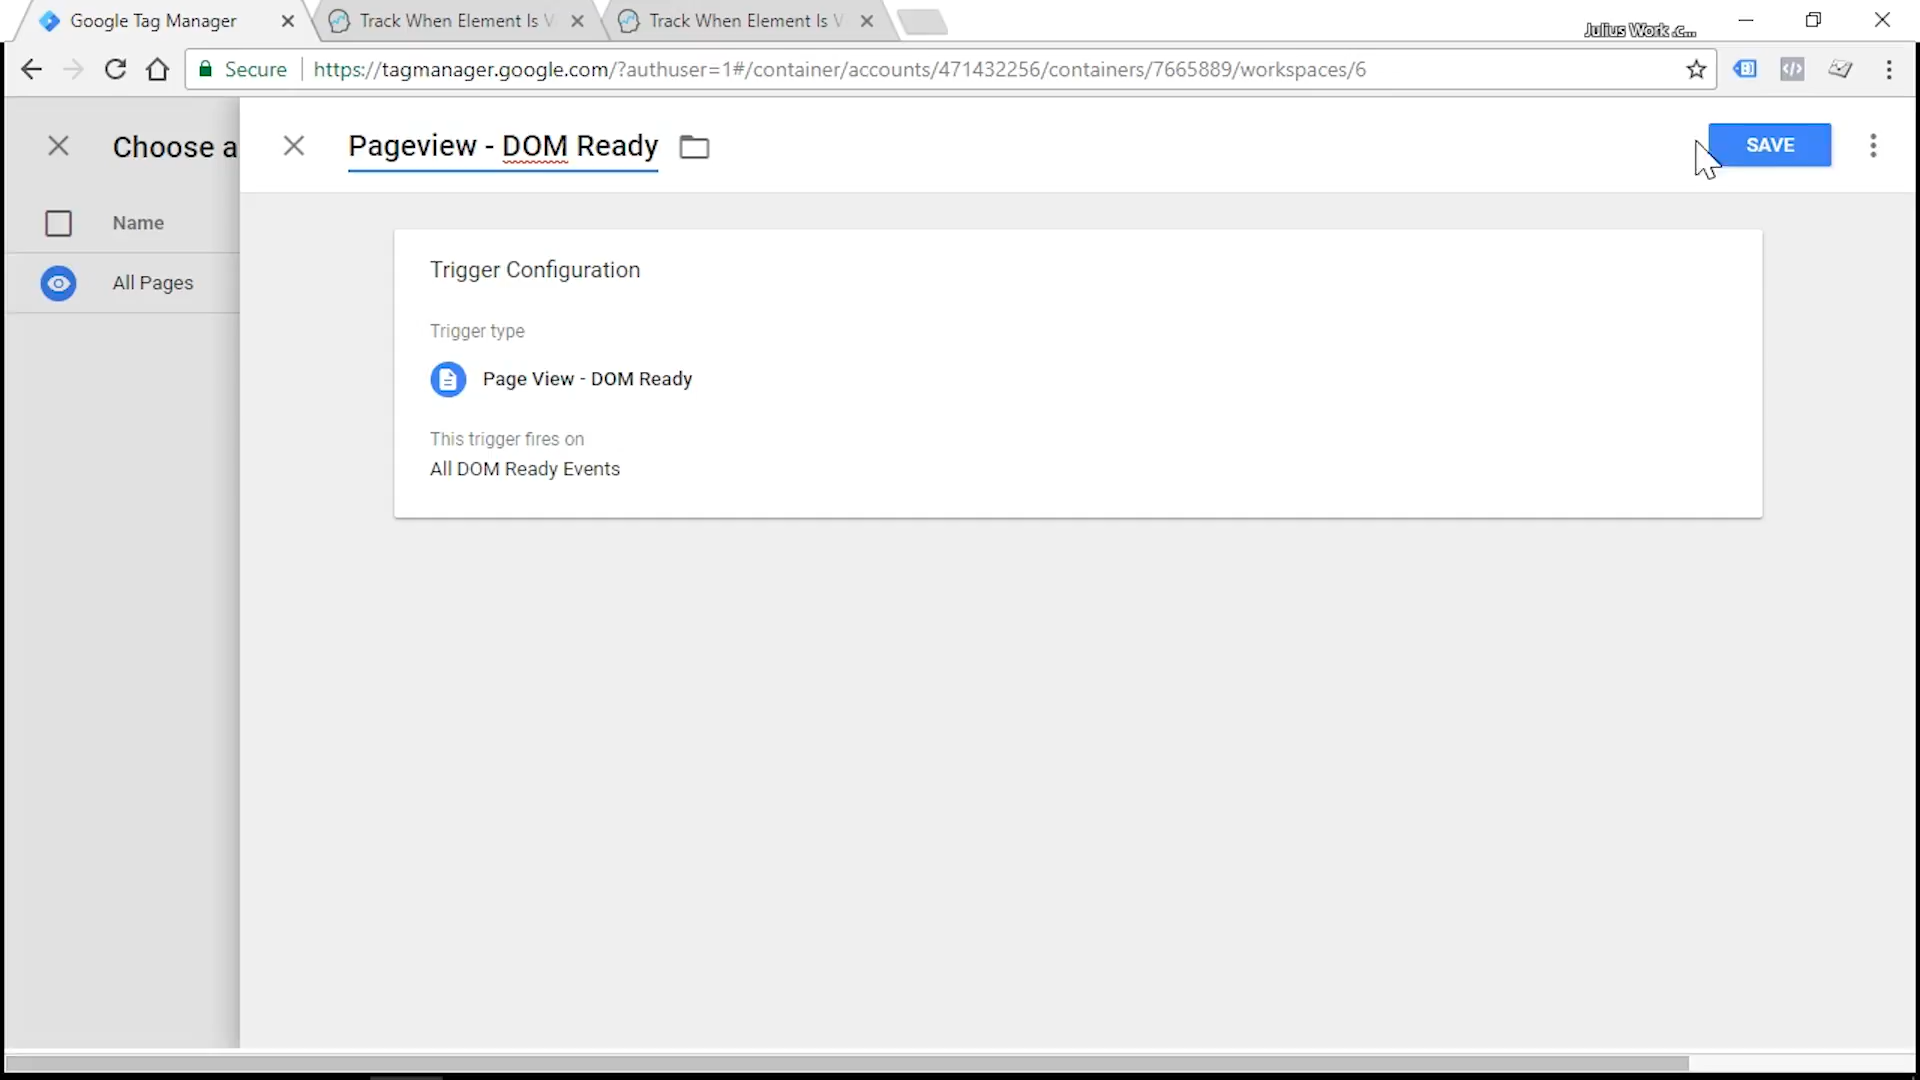 Google Tag Manager
Track When Element Is V
Track When Element Is V
Julius Work .c...
Secure
https://tagmanager.google.com/?authuser=1#/container/accounts/471432256/containers/7665889/workspaces/6
Choose a
Pageview - DOM Ready
SAVE
Name
All Pages
Trigger Configuration
Trigger type
Page View - DOM Ready
This trigger fires on
All DOM Ready Events